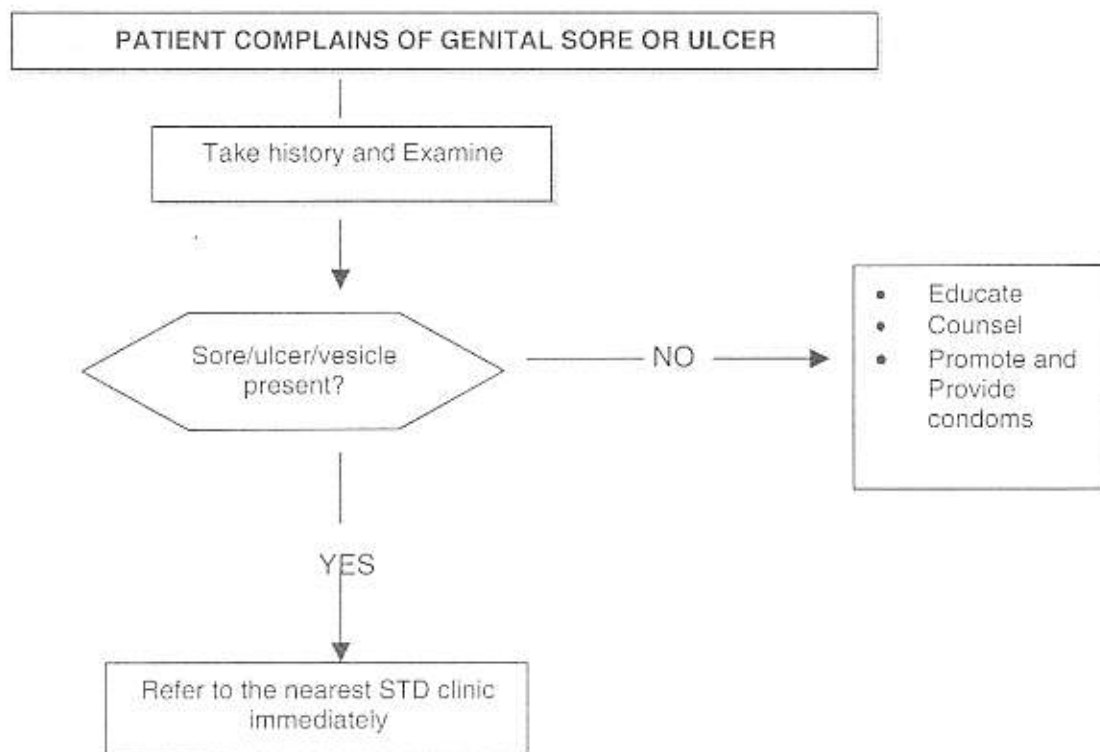 PATIENT COMPLAINS OF GENITAL SORE OR ULCER
Take history and Examine
Sore/ulcer/vesicle
present?
NO
• Educate
• Counsel
• Promote and
Provide
condoms
YES
Refer to the nearest STD clinic
immediately